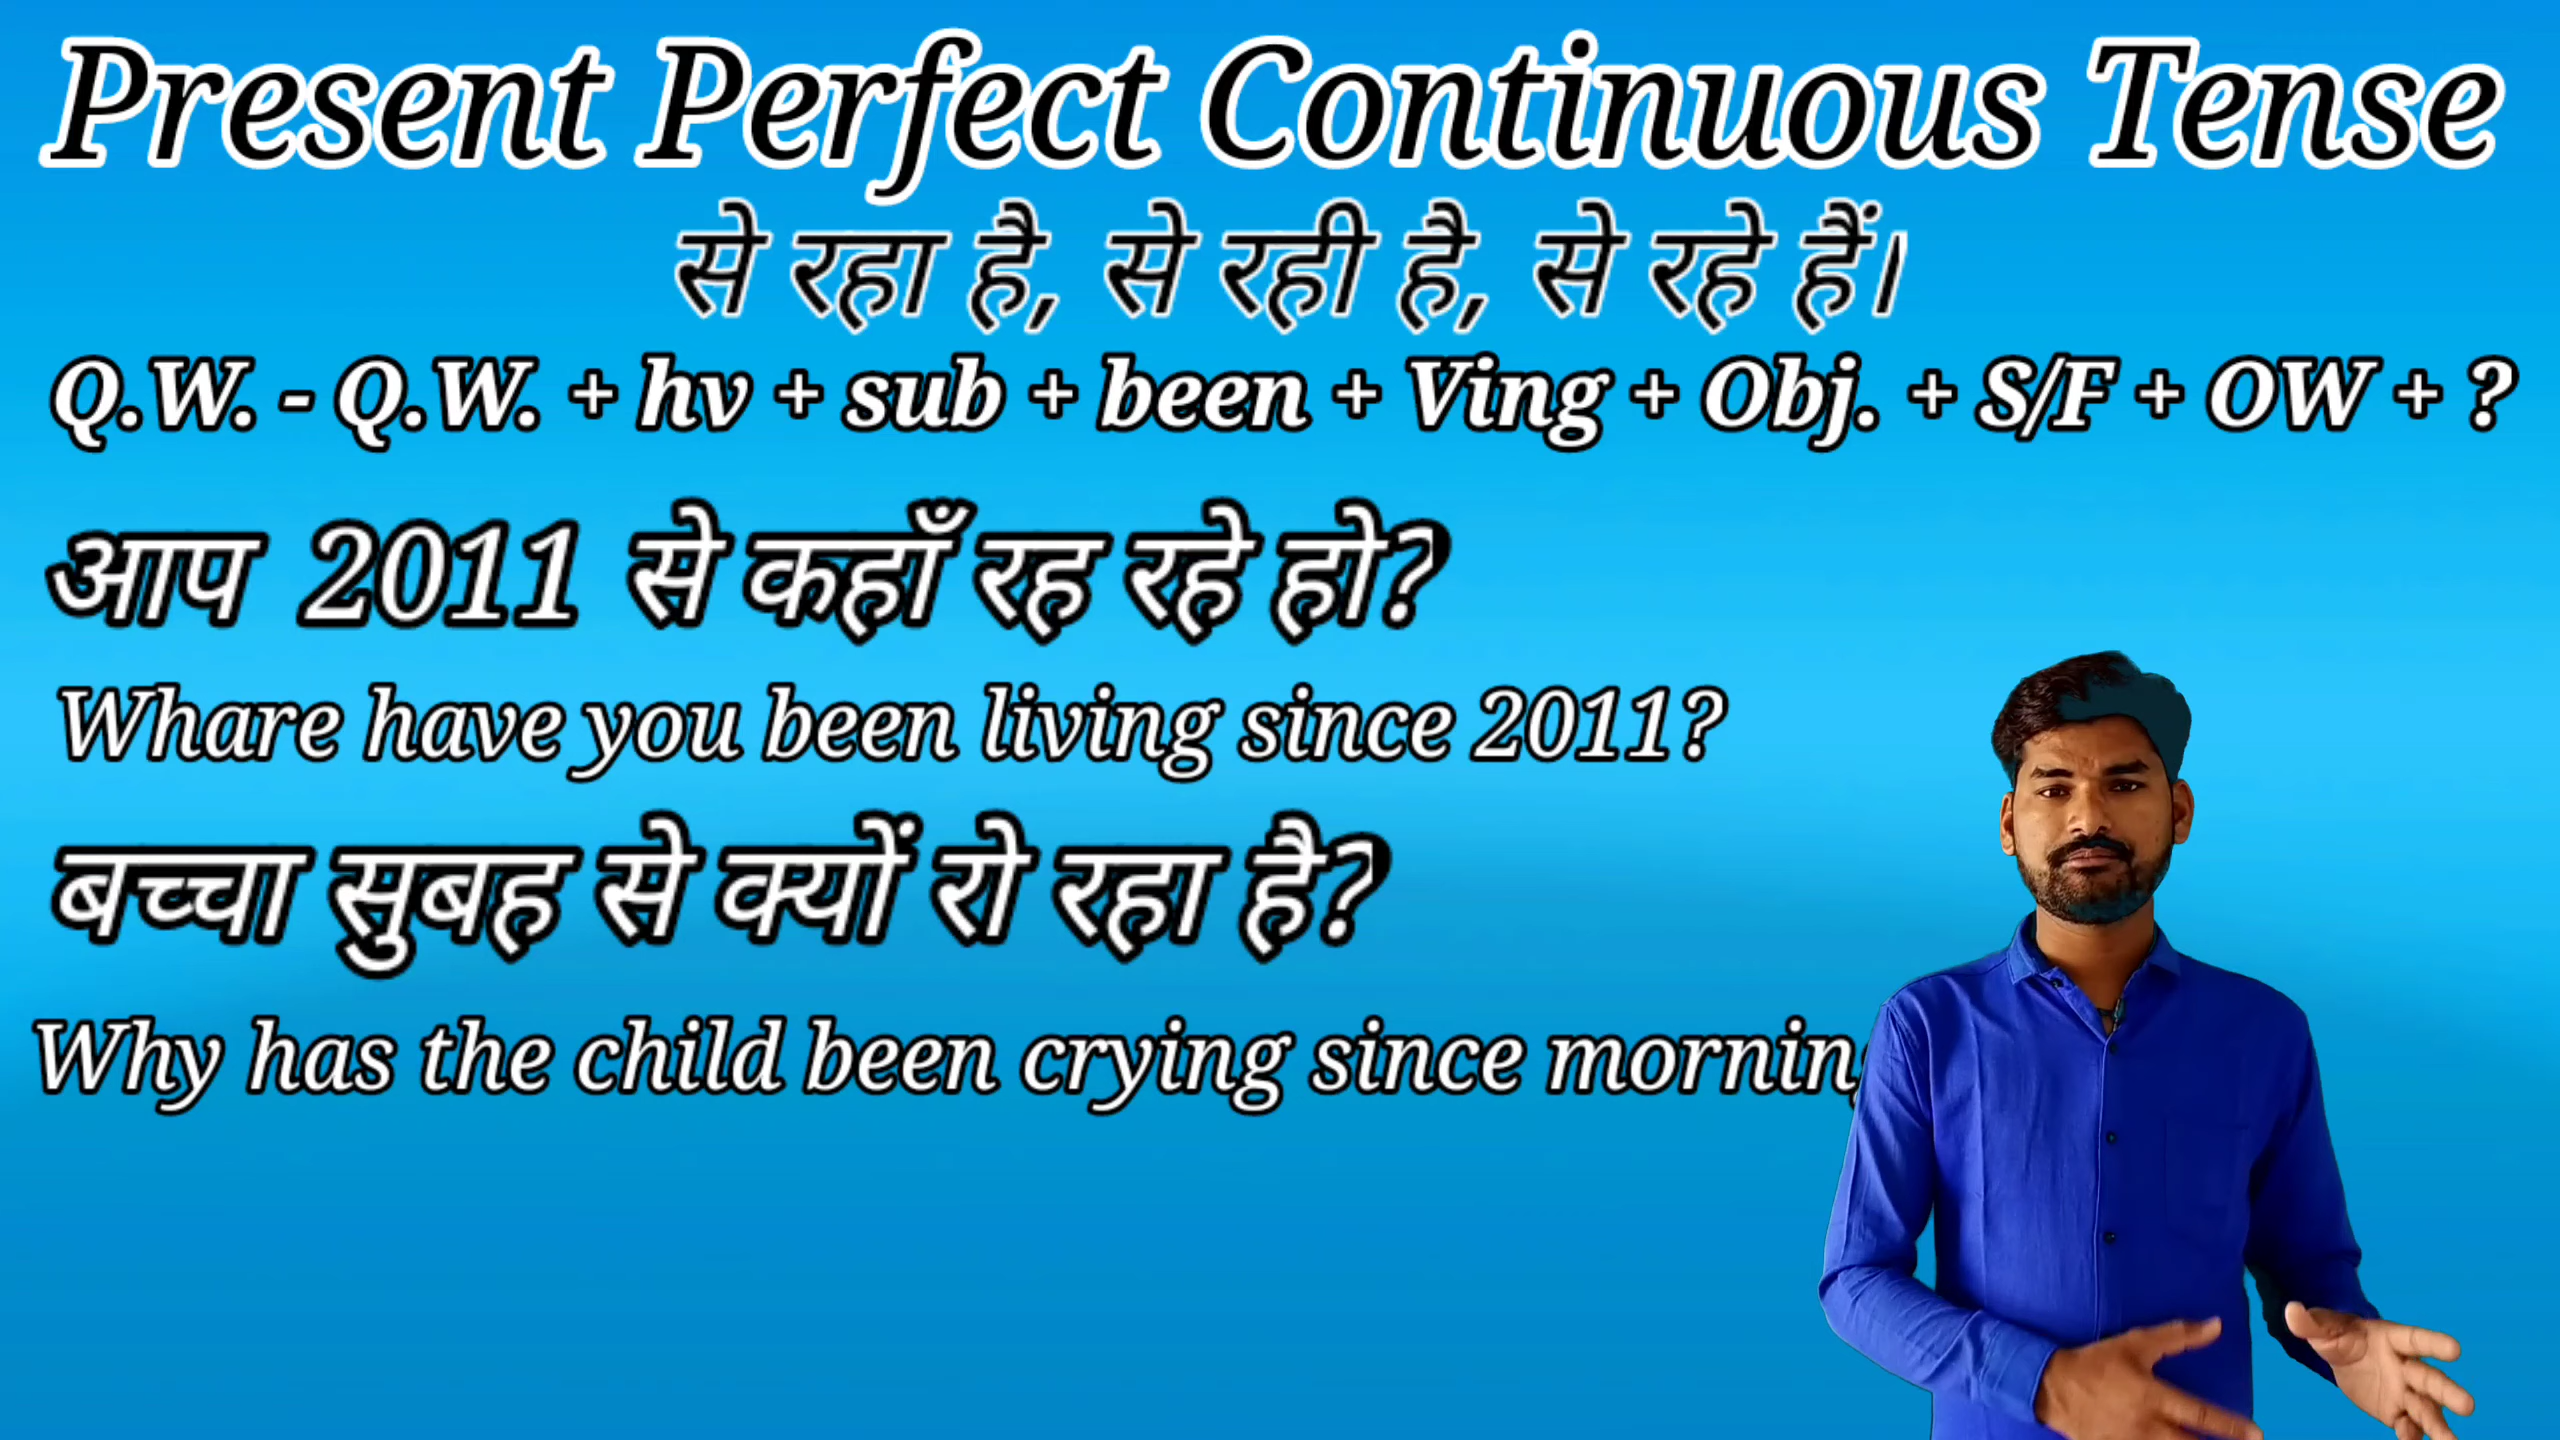 Present Perfect Continuous Tense
से रहा है, से रही है, से रहे हैं।
Q.W. - Q.W. + hv + sub + been + Ving + Obj. + S/F + OW + ?
आप 2011 से कहाँ रह रहे हो?
Whare have you been living since 2011?
बच्चा सुबह से क्यों रो रहा है?
Why has the child been crying since